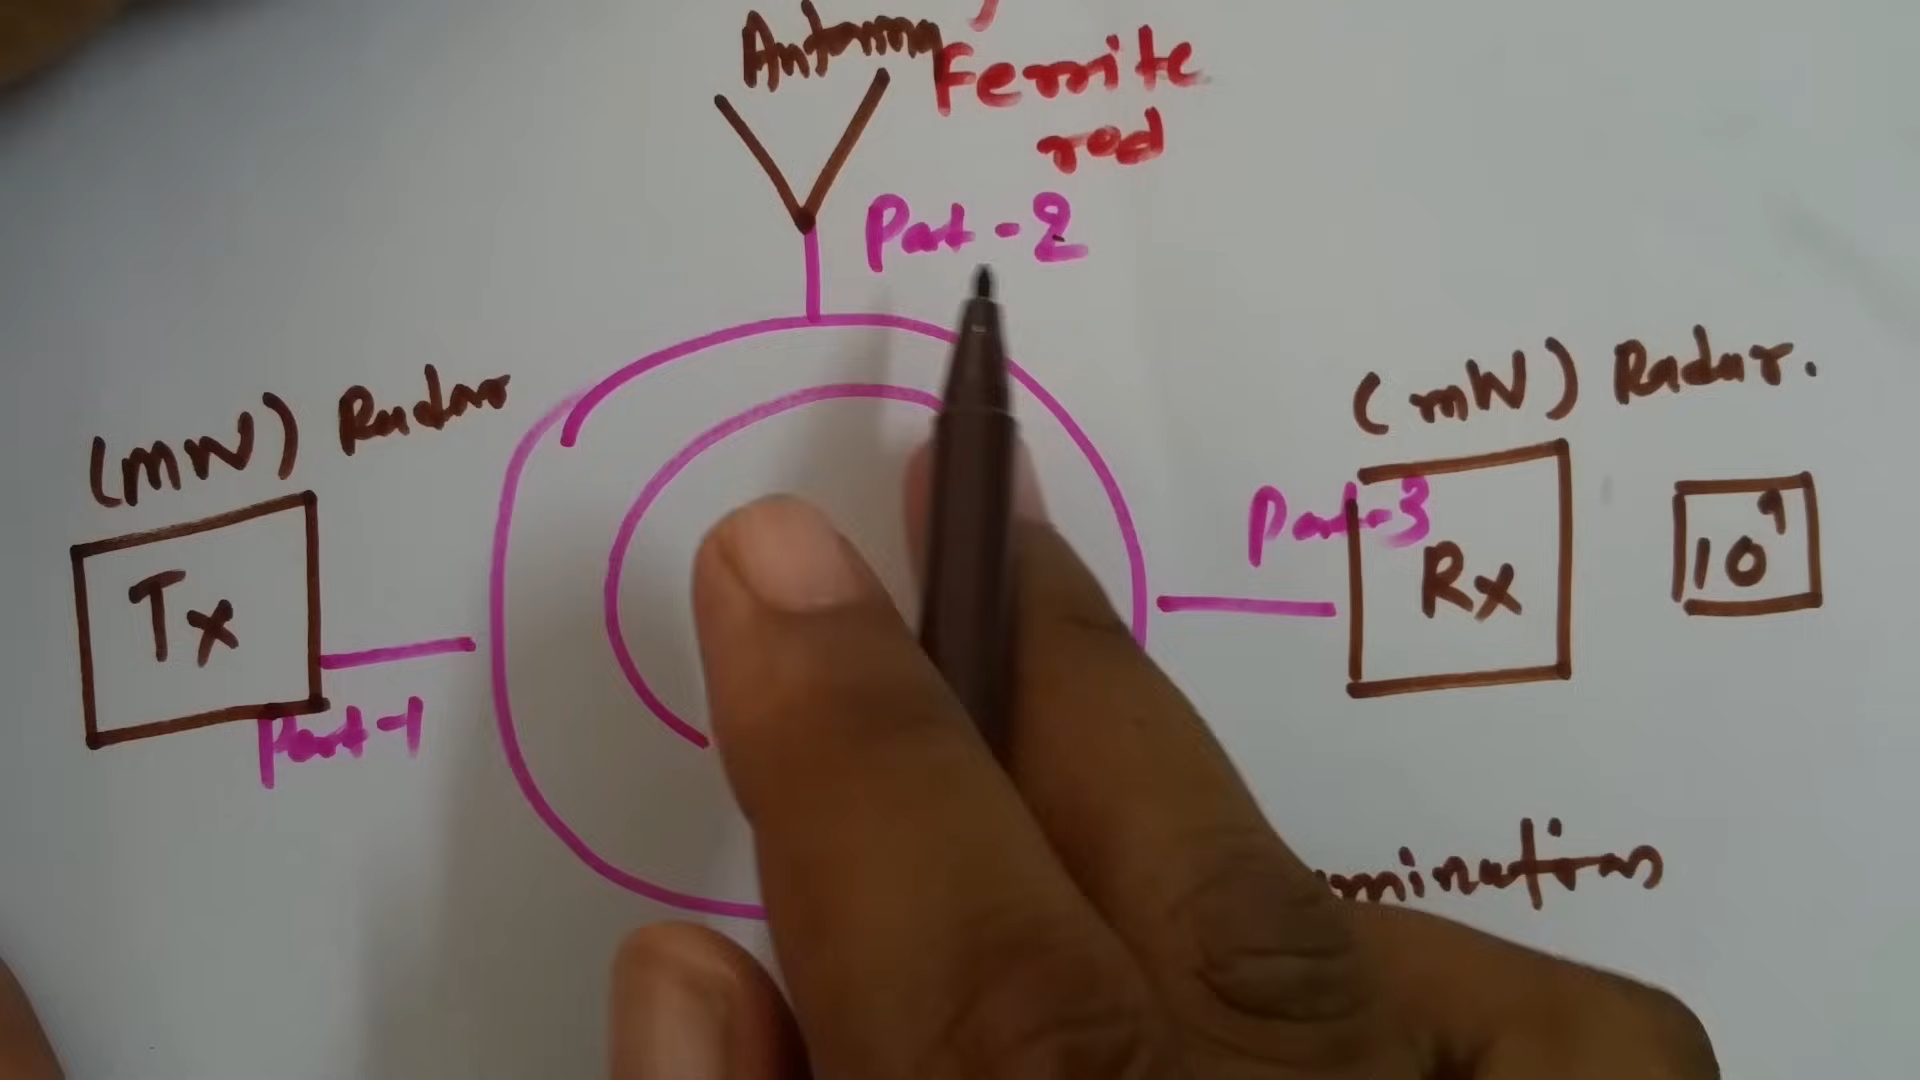 Antenna
Ferrite
rod
Port-2
(mW) Radar
(mW) Radar.
Port-3
Tx
Rx
10⁹
Port-1